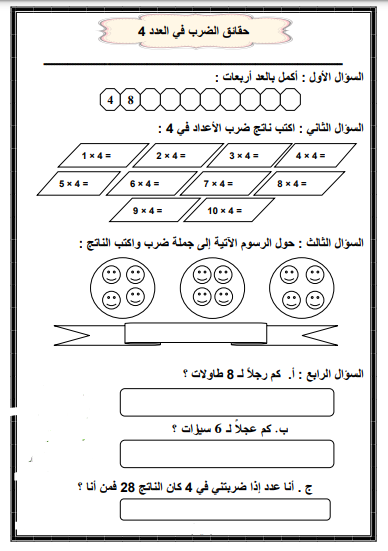 حقائق الضرب في العدد 4
السؤال الأول : أكمل بالعد أربعات :
4 8
السؤال الثاني : اكتب ناتج ضرب الأعداد في 4 :
1 × 4 = 2 × 4 = 3 × 4 = 4 × 4 =
5 × 4 = 6 × 4 = 7 × 4 = 8 × 4 =
9 × 4 = 10 × 4 =
السؤال الثالث : حول الرسوم الآتية إلى جملة ضرب واكتب الناتج :
السؤال الرابع : أ. كم رجلاً لـ 8 طاولات ؟
ب. كم عجلاً لـ 6 سيارات ؟
ج . أنا عدد إذا ضربتني في 4 كان الناتج 28 فمن أنا ؟